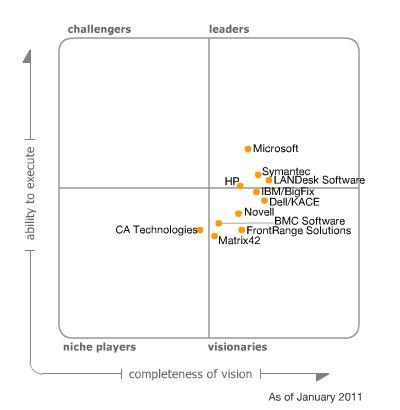 challengers
leaders
Microsoft
Symantec
LANDesk Software
HP
IBM/BigFix
Dell/KACE
Novell
BMC Software
CA Technologies
FrontRange Solutions
Matrix42
ability to execute
niche players
visionaries
completeness of vision
As of January 2011